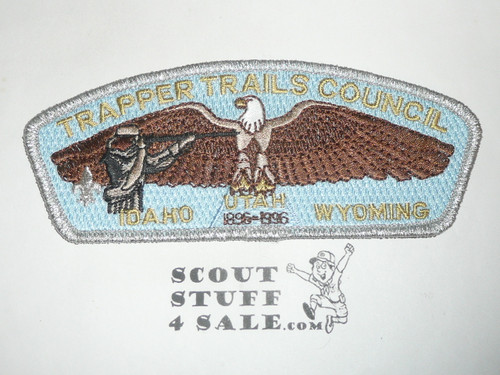 TRAPPER TRAILS COUNCIL
IDAHO UTAH WYOMING
1896-1996
SCOUT
STUFF
4 SALE.com